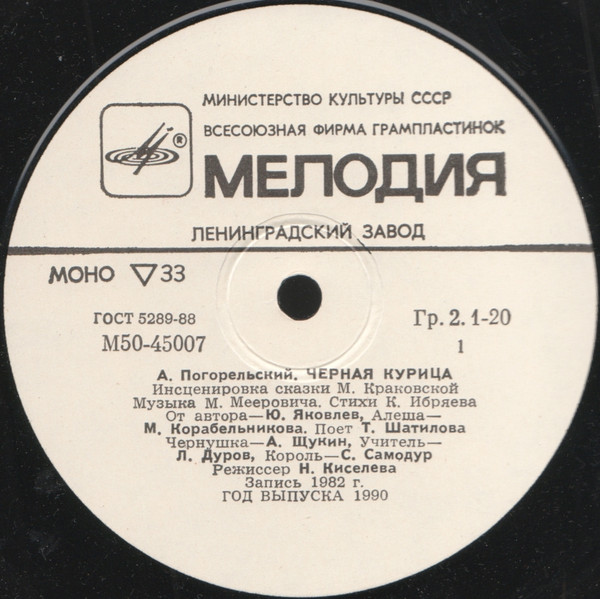 МИНИСТЕРСТВО КУЛЬТУРЫ СССР
ВСЕСОЮЗНАЯ ФИРМА ГРАМПЛАСТИНОК
®
МЕЛОДИЯ
ЛЕНИНГРАДСКИЙ ЗАВОД
МОНО ▽ 33
ГОСТ 5289-88
Гр. 2. 1-20
М50-45007
1
А. Погорельский. ЧЕРНАЯ КУРИЦА
Инсценировка сказки М. Краковской
Музыка М. Мееровича. Стихи К. Ибряева
От автора—Ю. Яковлев, Алеша—
М. Корабельникова. Поет Т. Шатилова
Чернушка—А. Щукин, Учитель—
Л. Дуров, Король—С. Самодур
Режиссер Н. Киселева
Запись 1982 г.
ГОД ВЫПУСКА 1990